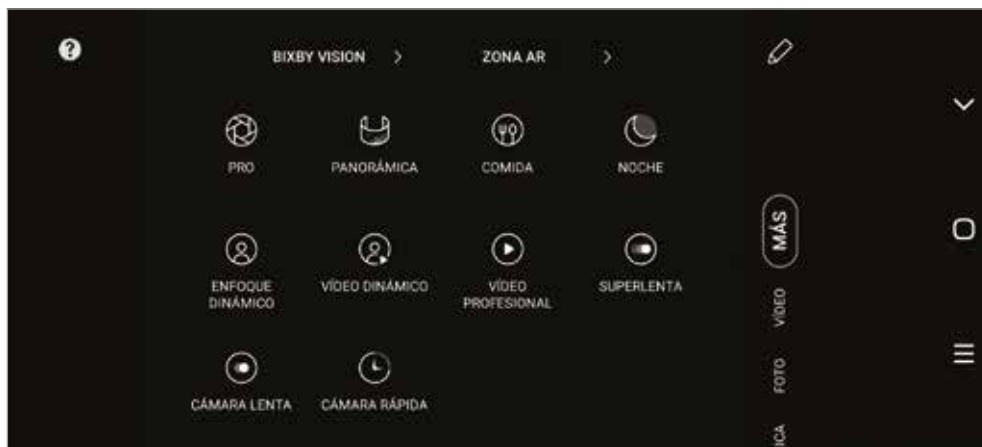 BIXBY VISION >
ZONA AR >
PRO
PANORÁMICA
COMIDA
NOCHE
ENFOQUE
DINÁMICO
VÍDEO DINÁMICO
VÍDEO
PROFESIONAL
SUPERLENTA
CÁMARA LENTA
CÁMARA RÁPIDA
MÁS
VÍDEO
FOTO
ICA